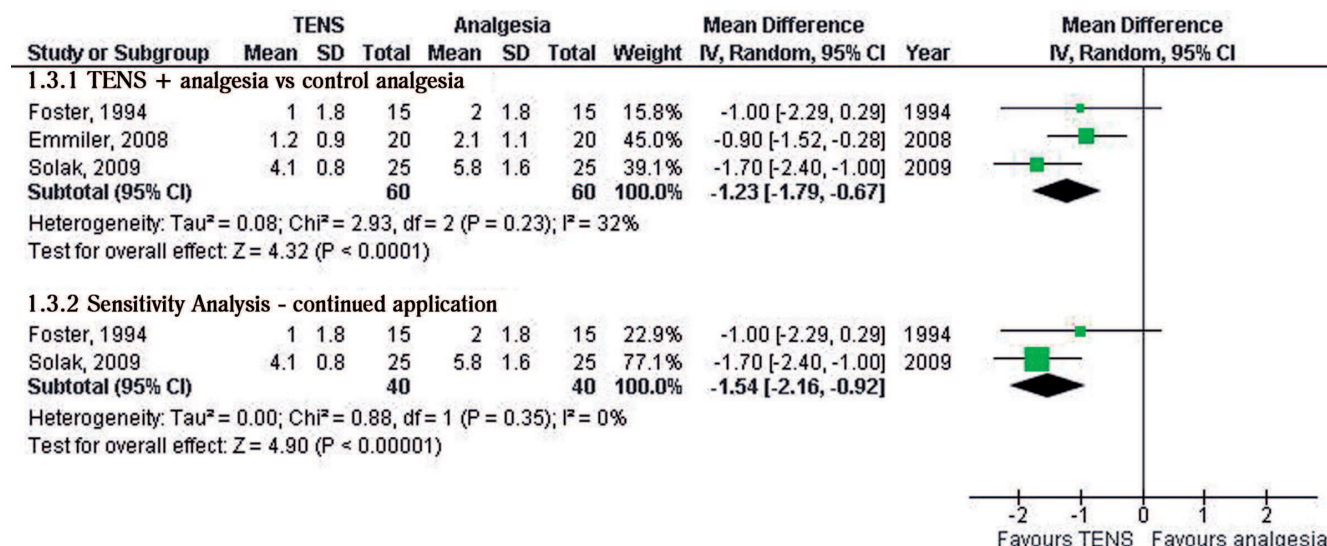 TENS Analgesia Mean Difference Mean Difference
Study or Subgroup Mean SD Total Mean SD Total Weight IV, Random, 95% CI Year IV, Random, 95% CI
1.3.1 TENS + analgesia vs control analgesia
Foster, 1994 1 1.8 15 2 1.8 15 15.8% -1.00 [-2.29, 0.29] 1994
Emmiler, 2008 1.2 0.9 20 2.1 1.1 20 45.0% -0.90 [-1.52, -0.28] 2008
Solak, 2009 4.1 0.8 25 5.8 1.6 25 39.1% -1.70 [-2.40, -1.00] 2009
Subtotal (95% CI) 60 60 100.0% -1.23 [-1.79, -0.67]
Heterogeneity: Tau² = 0.08; Chi² = 2.93, df = 2 (P = 0.23); I² = 32%
Test for overall effect: Z = 4.32 (P < 0.0001)
1.3.2 Sensitivity Analysis - continued application
Foster, 1994 1 1.8 15 2 1.8 15 22.9% -1.00 [-2.29, 0.29] 1994
Solak, 2009 4.1 0.8 25 5.8 1.6 25 77.1% -1.70 [-2.40, -1.00] 2009
Subtotal (95% CI) 40 40 100.0% -1.54 [-2.16, -0.92]
Heterogeneity: Tau² = 0.00; Chi² = 0.88, df = 1 (P = 0.35); I² = 0%
Test for overall effect: Z = 4.90 (P < 0.00001)
-2 -1 0 1 2
Favours TENS Favours analgesia